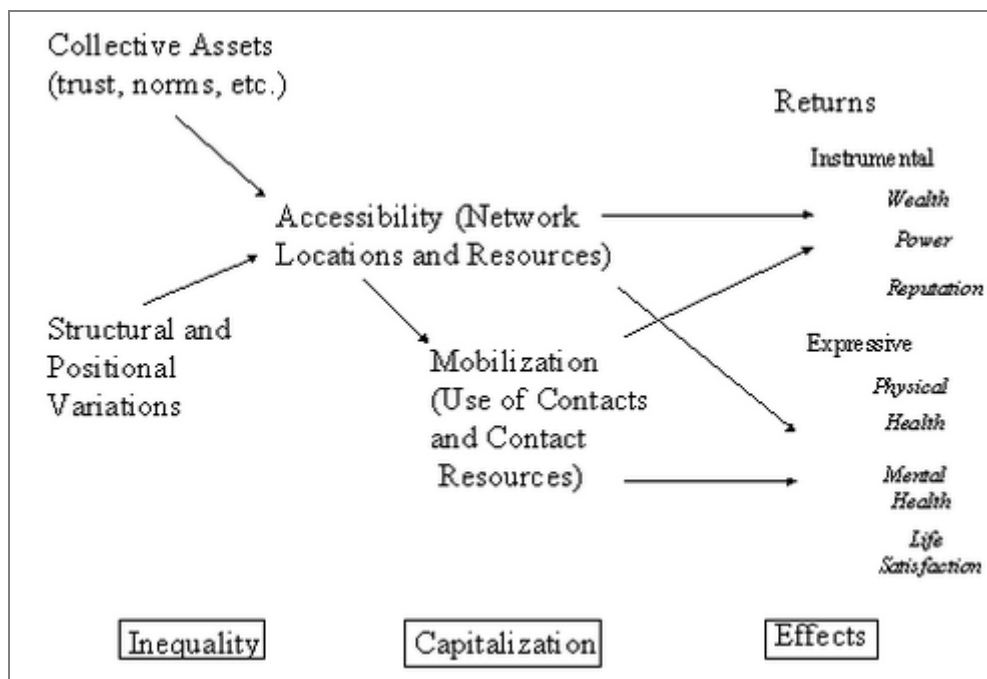 Collective Assets
(trust, norms, etc.)
Returns
Instrumental
Wealth
Accessibility (Network
Locations and Resources)
Power
Reputation
Structural and
Positional
Variations
Mobilization
(Use of Contacts
and Contact
Resources)
Expressive
Physical
Health
Mental
Health
Life
Satisfaction
Inequality
Capitalization
Effects